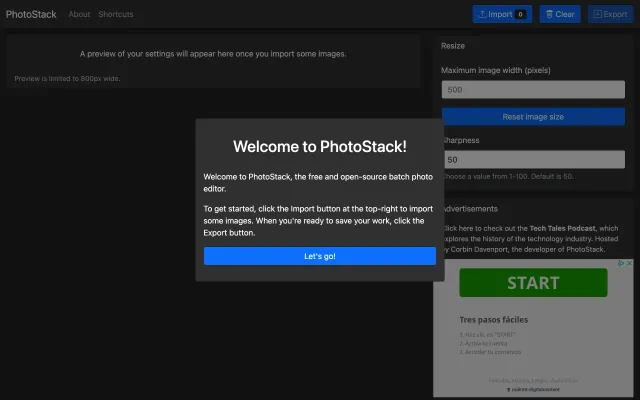 PhotoStack About Shortcuts Import 0 Clear Export
A preview of your settings will appear here once you import some images.
Preview is limited to 800px wide.
Resize
Maximum image width (pixels)
500
Reset image size
Sharpness
50
Choose a value from 1-100. Default is 50.
Welcome to PhotoStack!
Welcome to PhotoStack, the free and open-source batch photo
editor.
To get started, click the Import button at the top-right to import
some images. When you're ready to save your work, click the
Export button.
Let's go!
Advertisements
Click here to check out the Tech Tales Podcast, which
explores the history of the technology industry. Hosted
by Corbin Davenport, the developer of PhotoStack.
START
Tres pasos fáciles
1. Haz clic en "START"